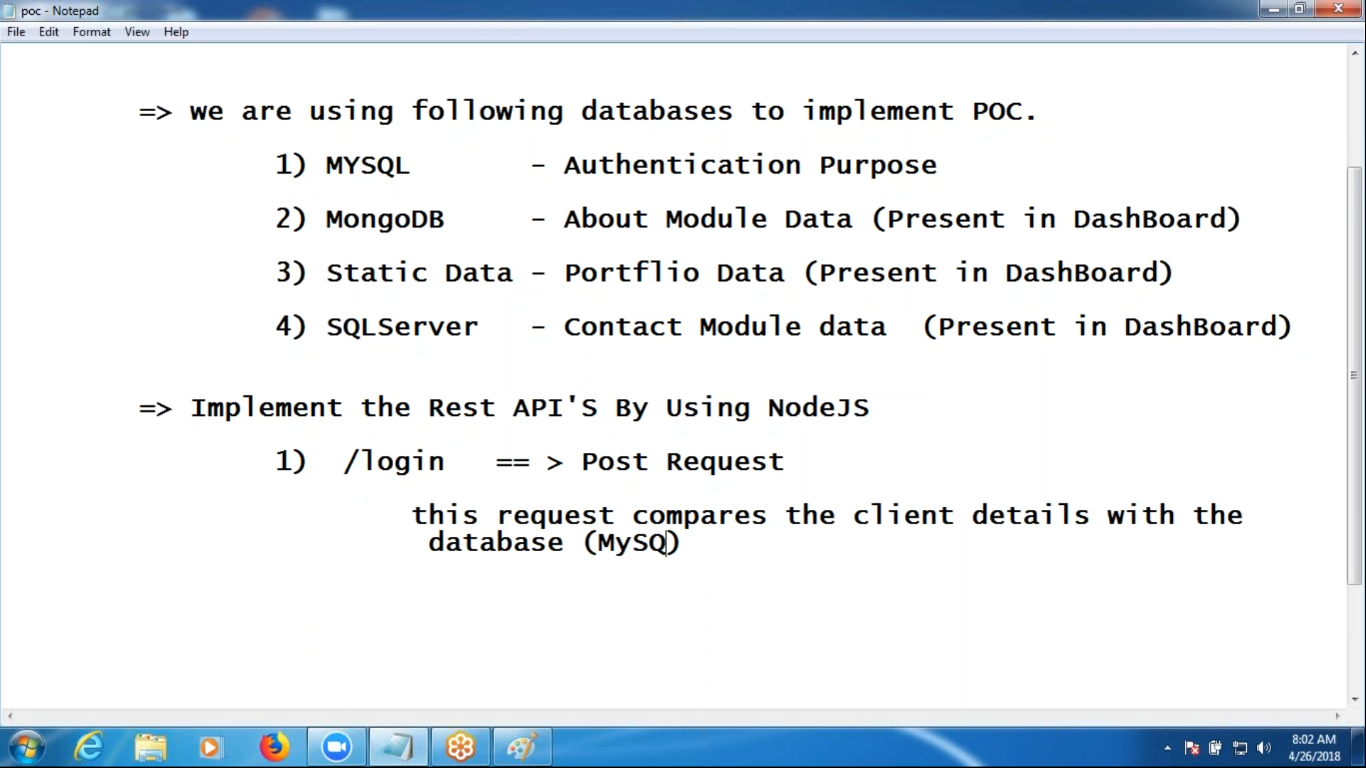 poc - Notepad
File Edit Format View Help
=> we are using following databases to implement POC.
1) MYSQL - Authentication Purpose
2) MongoDB - About Module Data (Present in DashBoard)
3) Static Data - Portflio Data (Present in DashBoard)
4) SQLServer - Contact Module data (Present in DashBoard)
=> Implement the Rest API'S By Using NodeJS
1) /login == > Post Request
this request compares the client details with the
database (MySQ)
8:02 AM
4/26/2018